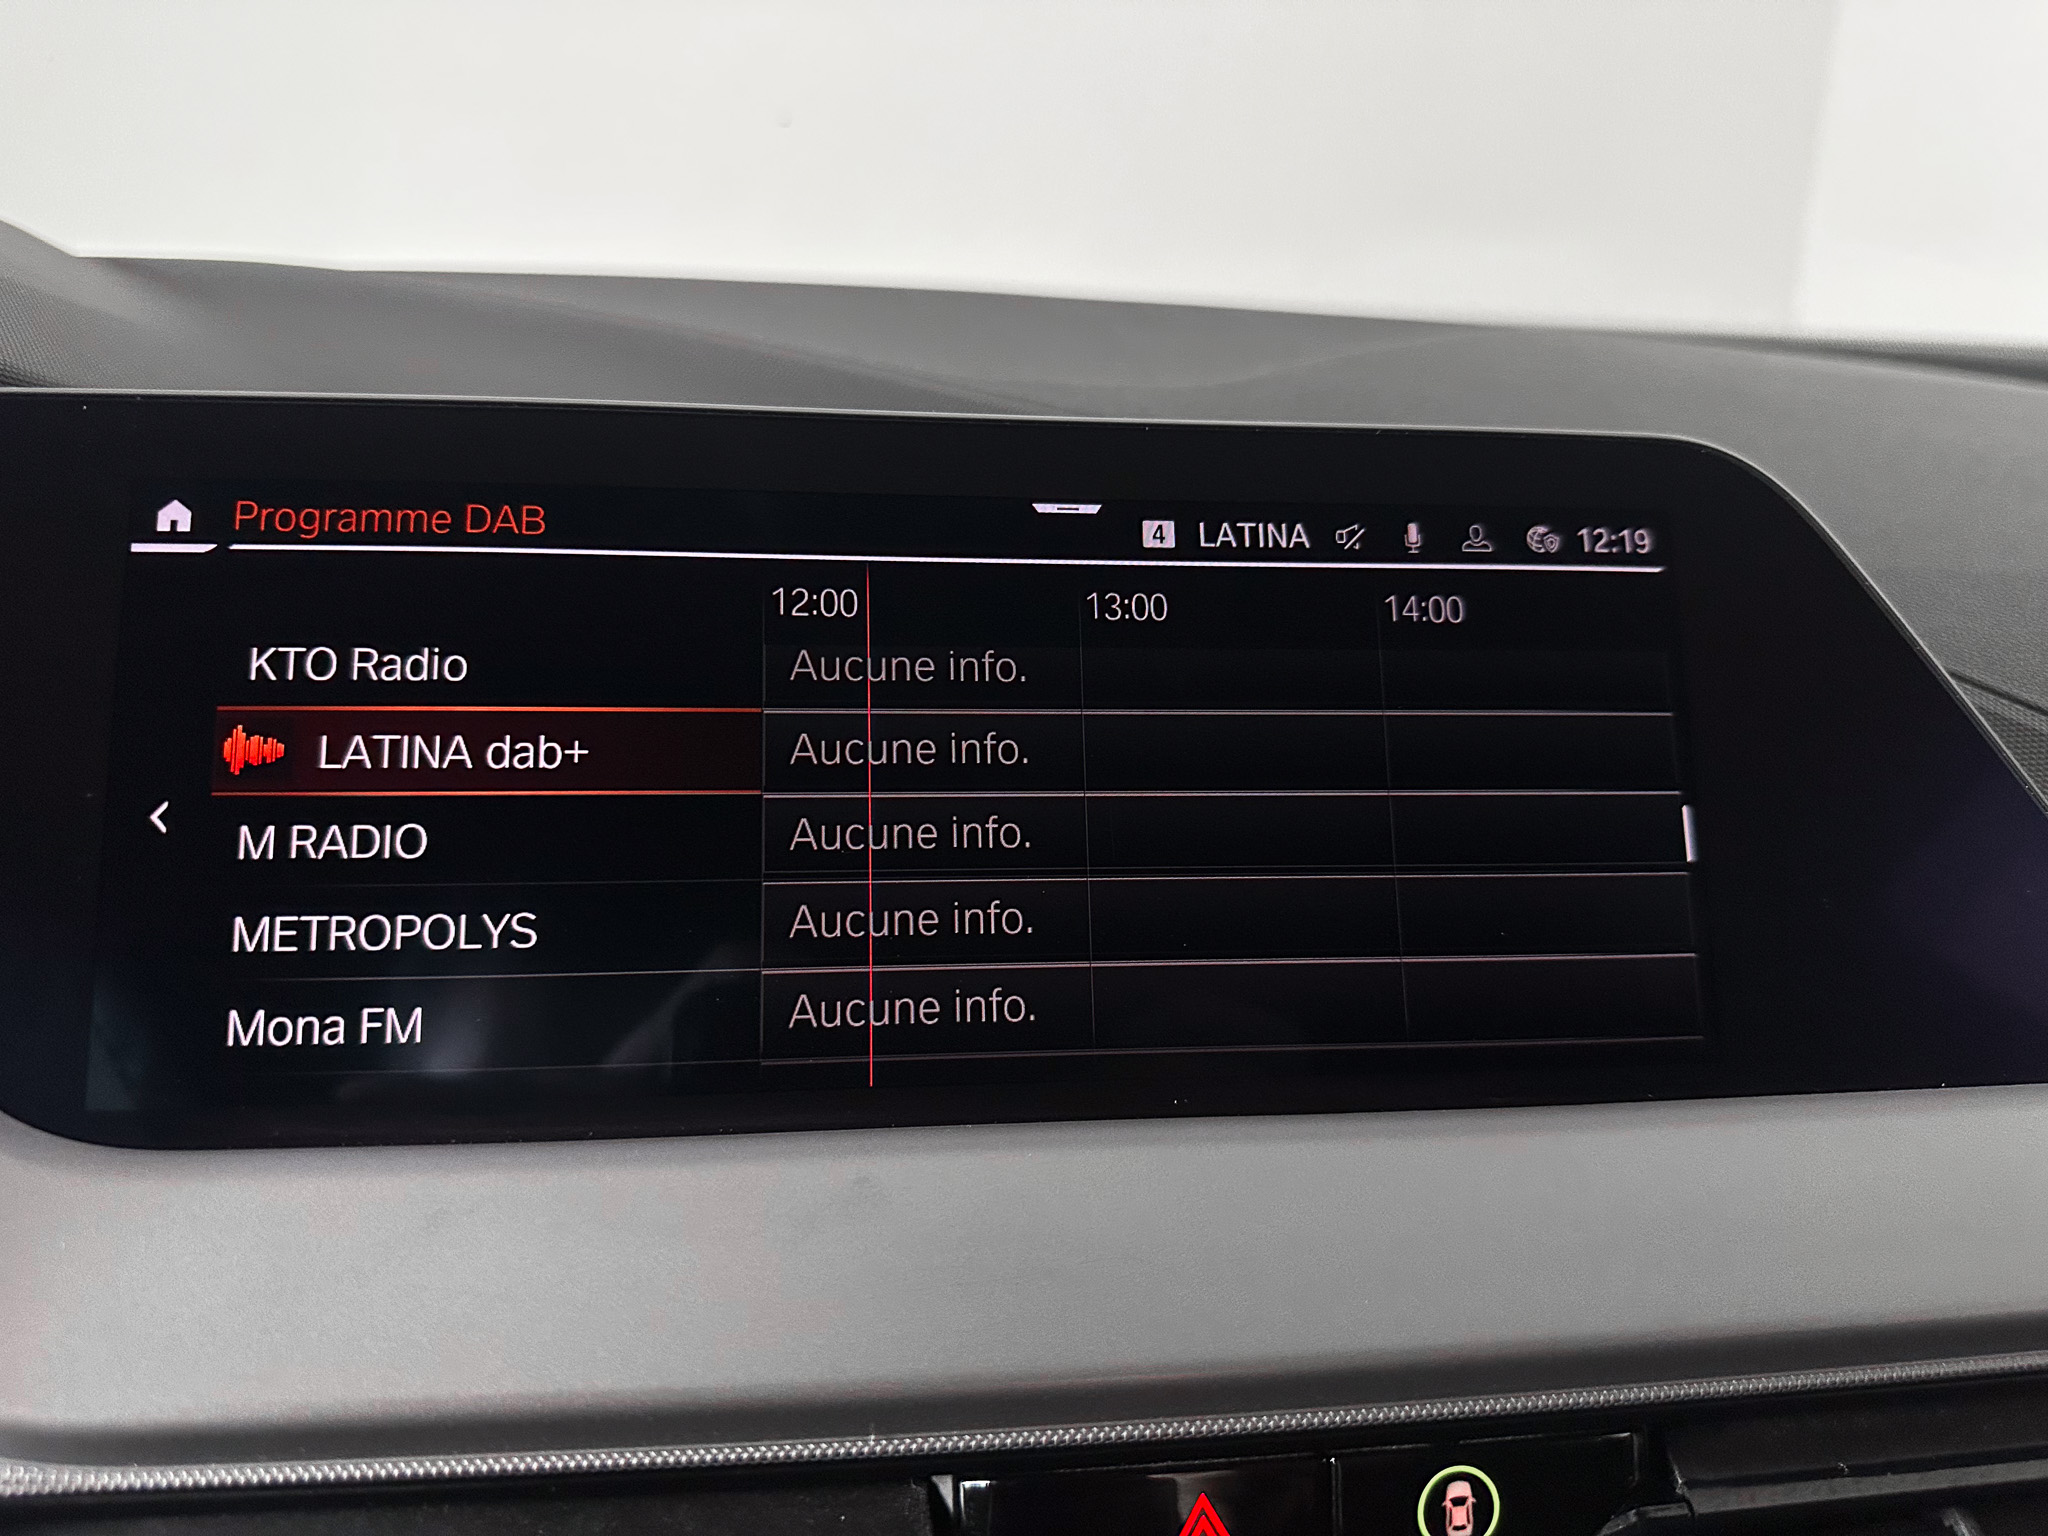 Programme DAB
4 LATINA 12:19
12:00 13:00 14:00
KTO Radio Aucune info.
LATINA dab+ Aucune info.
M RADIO Aucune info.
METROPOLYS Aucune info.
Mona FM Aucune info.